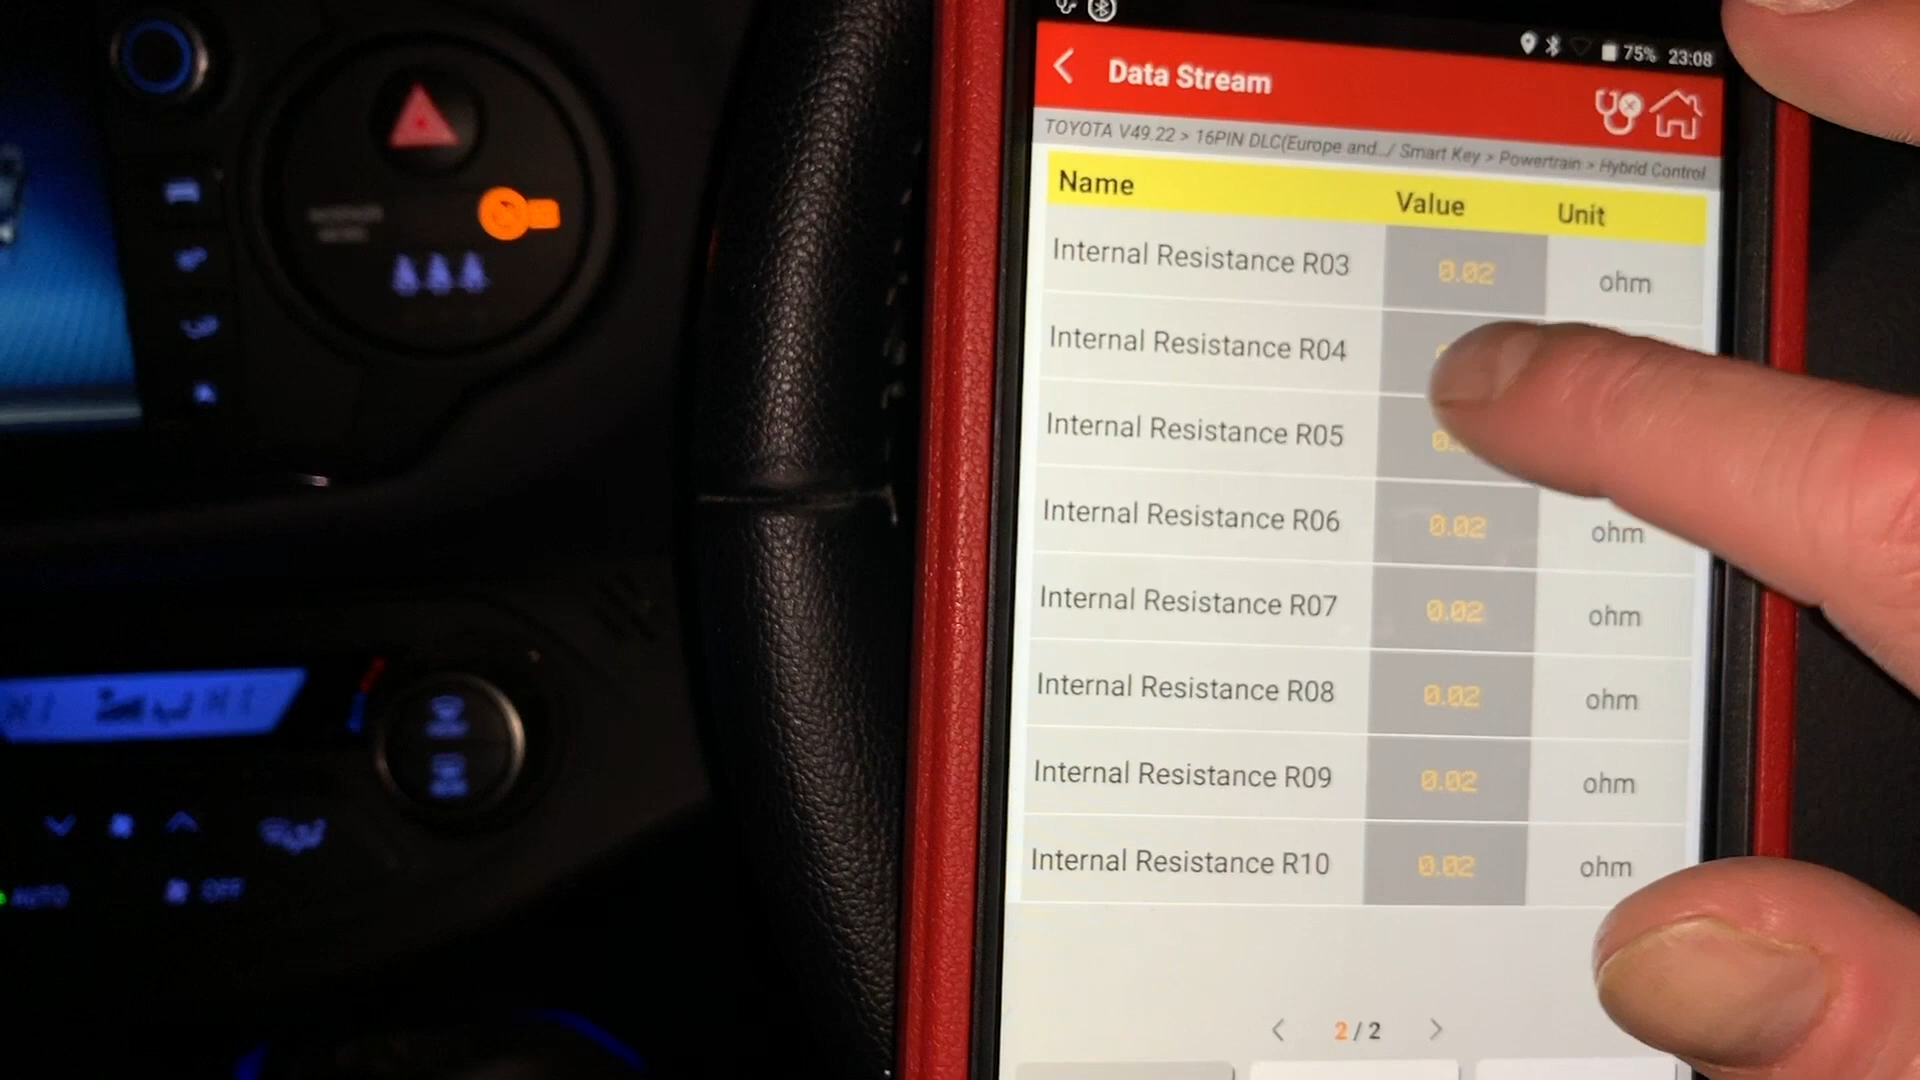 75% 23:08
Data Stream
TOYOTA V49.22 > 16PIN DLC(Europe and.../ Smart Key > Powertrain > Hybrid Control
Name Value Unit
Internal Resistance R03 0.02 ohm
Internal Resistance R04
Internal Resistance R05
Internal Resistance R06 0.02 ohm
Internal Resistance R07 0.02 ohm
Internal Resistance R08 0.02 ohm
Internal Resistance R09 0.02 ohm
Internal Resistance R10 0.02 ohm
2 / 2
AUTO
OFF